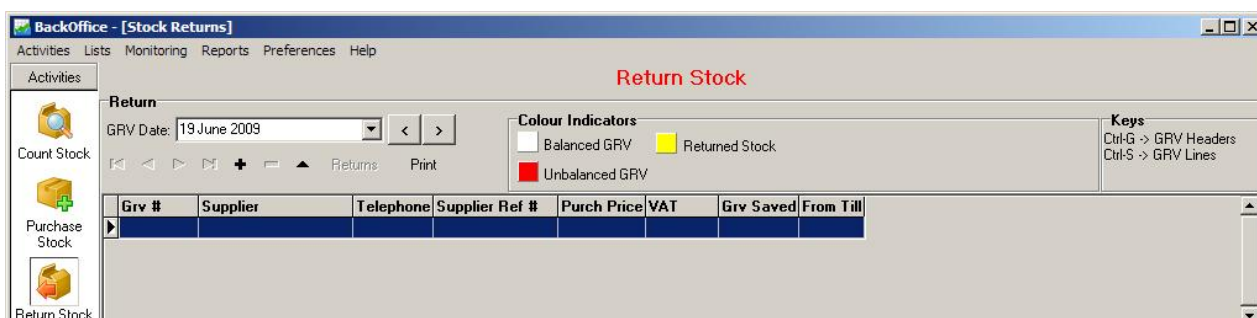 BackOffice - [Stock Returns]
Activities Lists Monitoring Reports Preferences Help
Activities
Return Stock
Return
GRV Date: 19 June 2009
< >
Returns Print
Colour Indicators
Balanced GRV Returned Stock
Unbalanced GRV
Keys
Ctrl-G -> GRV Headers
Ctrl-S -> GRV Lines
Count Stock
Purchase
Stock
Return Stock
Grv # Supplier Telephone Supplier Ref # Purch Price VAT Grv Saved From Till